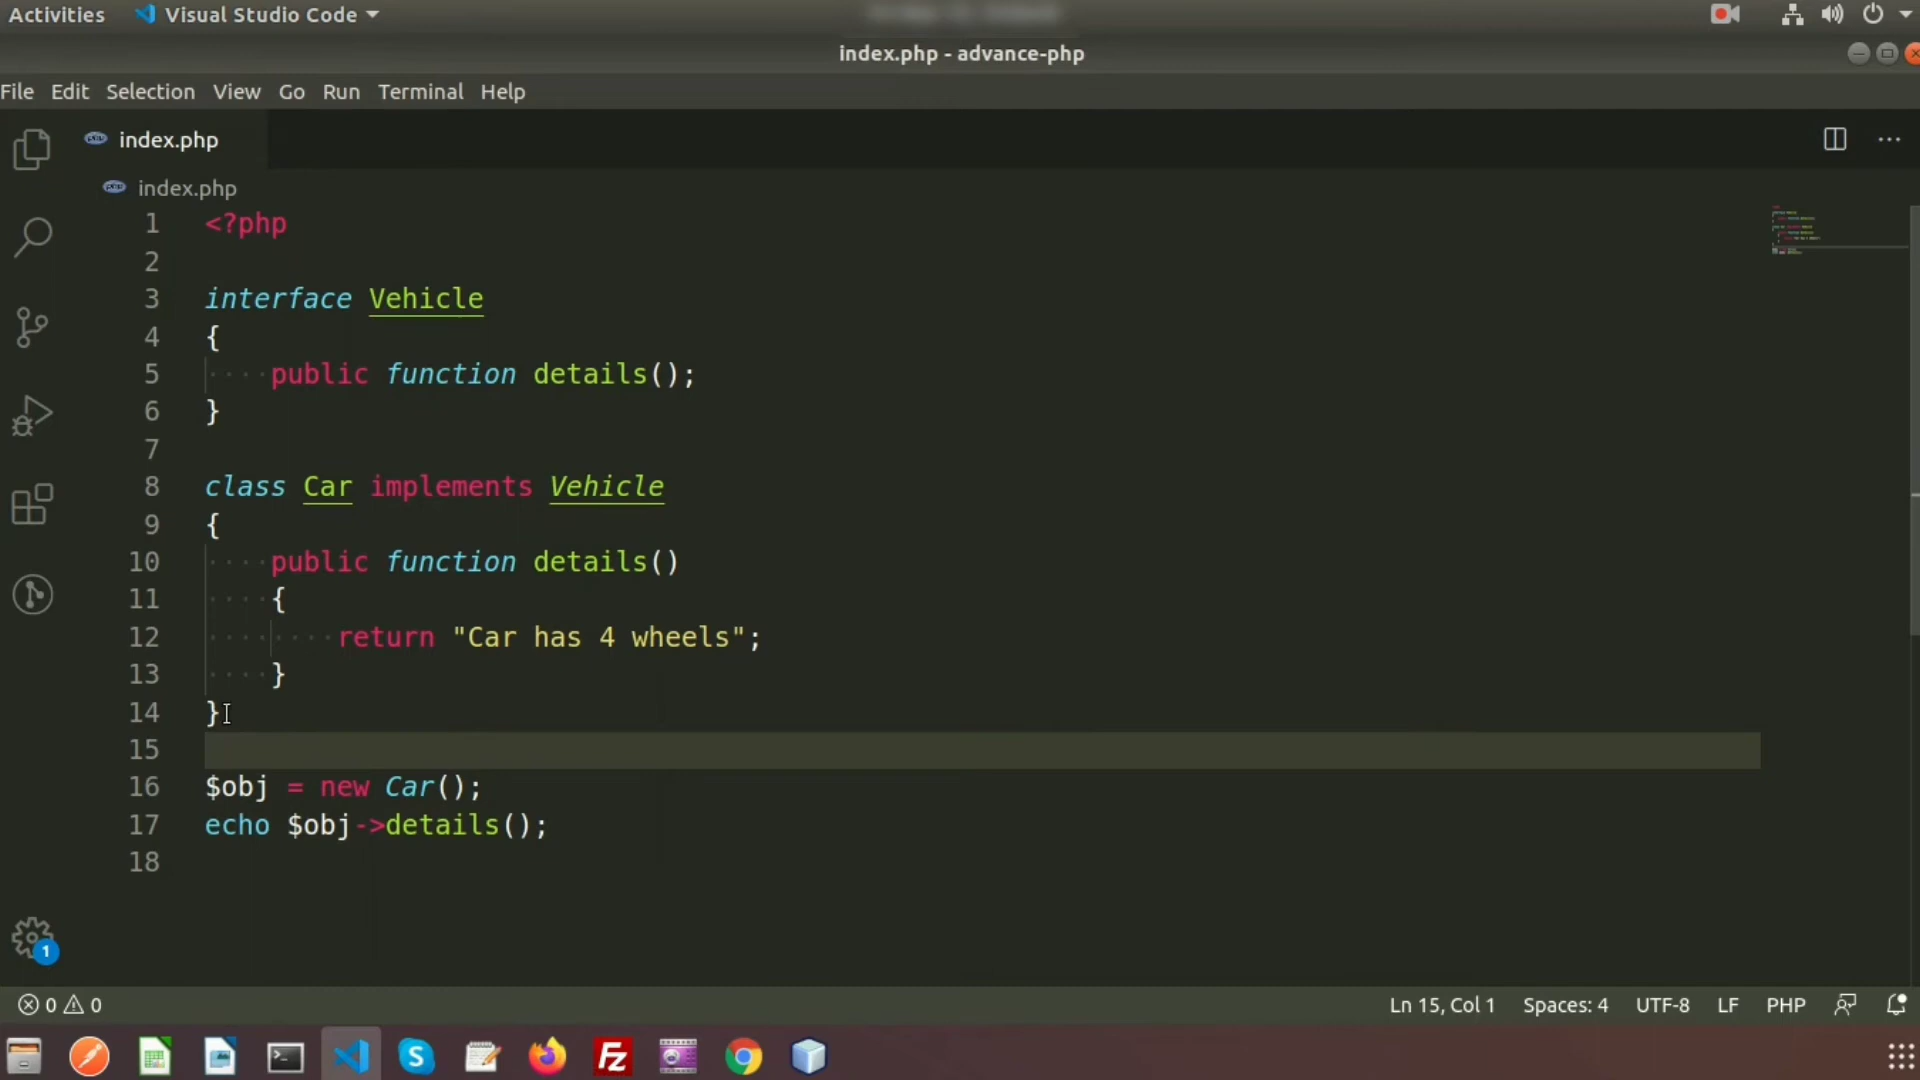 Activities Visual Studio Code
index.php - advance-php
File Edit Selection View Go Run Terminal Help
index.php
index.php
1 <?php
2
3 interface Vehicle
4 {
5 public function details();
6 }
7
8 class Car implements Vehicle
9 {
10 public function details()
11 {
12 return "Car has 4 wheels";
13 }
14 }
15
16 $obj = new Car();
17 echo $obj->details();
18
1
0 0 Ln 15, Col 1 Spaces: 4 UTF-8 LF PHP